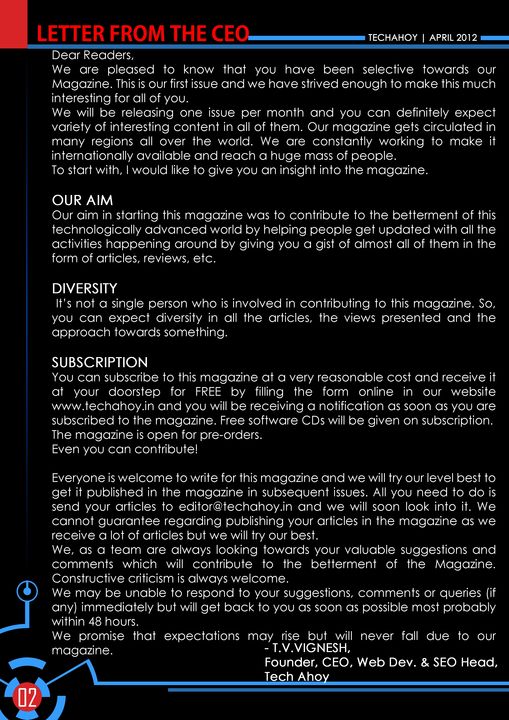 LETTER FROM THE CEO
TECHAHOY | APRIL 2012
Dear Readers,
We are pleased to know that you have been selective towards our
Magazine. This is our first issue and we have strived enough to make this much
interesting for all of you.
We will be releasing one issue per month and you can definitely expect
variety of interesting content in all of them. Our magazine gets circulated in
many regions all over the world. We are constantly working to make it
internationally available and reach a huge mass of people.
To start with, I would like to give you an insight into the magazine.
OUR AIM
Our aim in starting this magazine was to contribute to the betterment of this
technologically advanced world by helping people get updated with all the
activities happening around by giving you a gist of almost all of them in the
form of articles, reviews, etc.
DIVERSITY
It's not a single person who is involved in contributing to this magazine. So,
you can expect diversity in all the articles, the views presented and the
approach towards something.
SUBSCRIPTION
You can subscribe to this magazine at a very reasonable cost and receive it
at your doorstep for FREE by filling the form online in our website
www.techahoy.in and you will be receiving a notification as soon as you are
subscribed to the magazine. Free software CDs will be given on subscription.
The magazine is open for pre-orders.
Even you can contribute!
Everyone is welcome to write for this magazine and we will try our level best to
get it published in the magazine in subsequent issues. All you need to do is
send your articles to editor@techahoy.in and we will soon look into it. We
cannot guarantee regarding publishing your articles in the magazine as we
receive a lot of articles but we will try our best.
We, as a team are always looking towards your valuable suggestions and
comments which will contribute to the betterment of the Magazine.
Constructive criticism is always welcome.
We may be unable to respond to your suggestions, comments or queries (if
any) immediately but will get back to you as soon as possible most probably
within 48 hours.
We promise that expectations may rise but will never fall due to our
magazine.
- T.V.VIGNESH,
Founder, CEO, Web Dev. & SEO Head,
Tech Ahoy
02